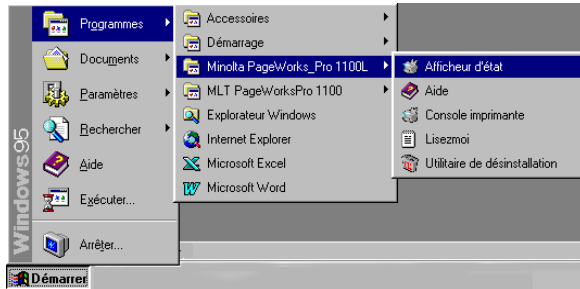 Programmes
Documents
Paramètres
Rechercher
Aide
Exécuter...
Arrêter...
Windows95
Démarrer
Accessoires
Démarrage
Minolta PageWorks_Pro 1100L
MLT PageWorksPro 1100
Explorateur Windows
Internet Explorer
Microsoft Excel
Microsoft Word
Afficheur d'état
Aide
Console imprimante
Lisezmoi
Utilitaire de désinstallation